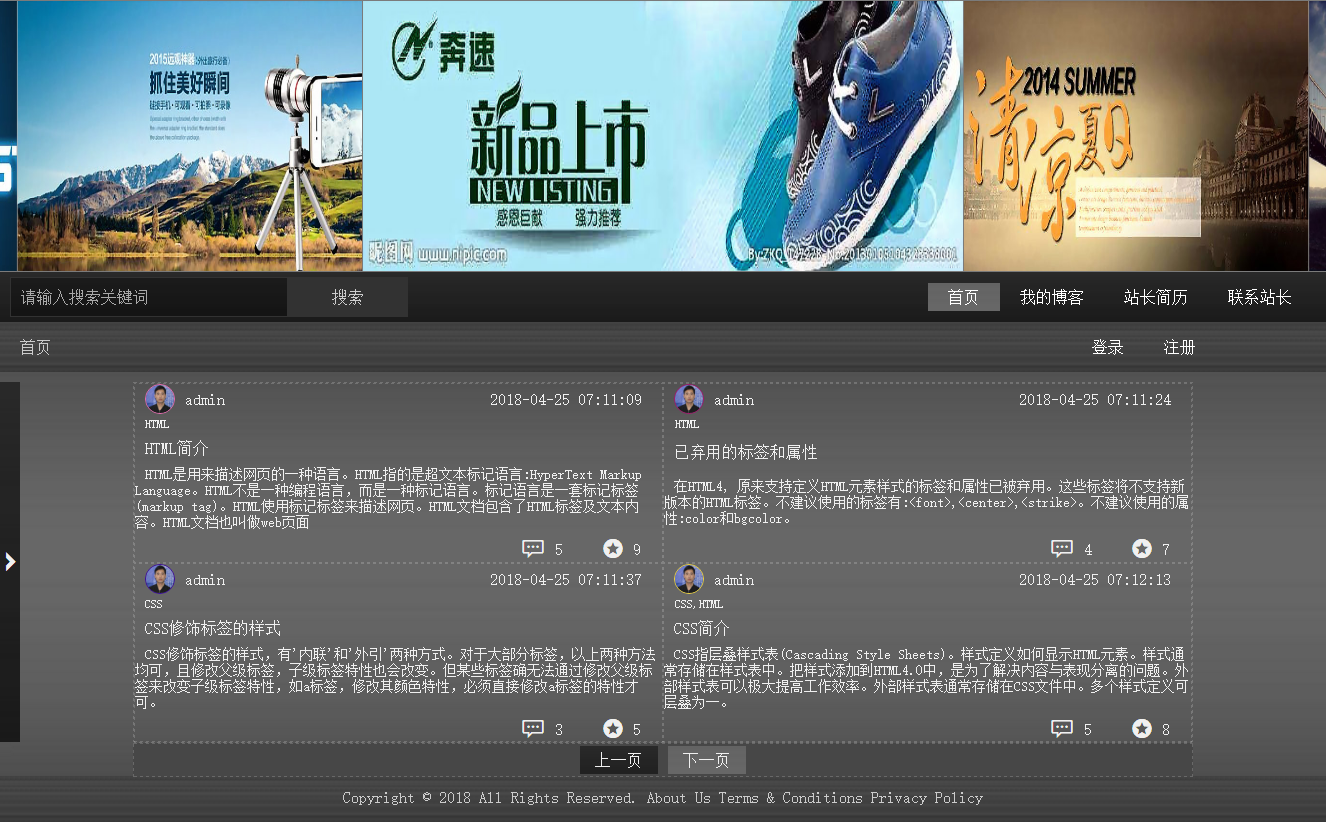 2015远观神器
抓住美好瞬间
链接手机·可观看·可拍照·可录像
奔速
新品上市
NEW LISTING
感恩巨献 强力推荐
昵图网 www.nipic.com
2014 SUMMER
清凉夏日
请输入搜索关键词 搜索 首页 我的博客 站长简历 联系站长
首页 登录 注册
admin 2018-04-25 07:11:09
HTML
HTML简介
HTML是用来描述网页的一种语言。HTML指的是超文本标记语言:HyperText Markup
Language。HTML不是一种编程语言，而是一种标记语言。标记语言是一套标记标签
(markup tag)。HTML使用标记标签来描述网页。HTML文档包含了HTML标签及文本内
容。HTML文档也叫做web页面
5 9
admin 2018-04-25 07:11:24
HTML
已弃用的标签和属性
在HTML4, 原来支持定义HTML元素样式的标签和属性已被弃用。这些标签将不支持新
版本的HTML标签。不建议使用的标签有:<font>,<center>,<strike>。不建议使用的属
性:color和bgcolor。
4 7
admin 2018-04-25 07:11:37
CSS
CSS修饰标签的样式
CSS修饰标签的样式，有'内联'和'外引'两种方式。对于大部分标签，以上两种方法
均可，且修改父级标签，子级标签特性也会改变。但某些标签确无法通过修改父级标
签来改变子级标签特性，如a标签，修改其颜色特性，必须直接修改a标签的特性才
可。
3 5
admin 2018-04-25 07:12:13
CSS,HTML
CSS简介
CSS指层叠样式表(Cascading Style Sheets)。样式定义如何显示HTML元素。样式通
常存储在样式表中。把样式添加到HTML4.0中，是为了解决内容与表现分离的问题。外
部样式表可以极大提高工作效率。外部样式表通常存储在CSS文件中。多个样式定义可
层叠为一。
5 8
上一页 下一页
Copyright © 2018 All Rights Reserved. About Us Terms & Conditions Privacy Policy